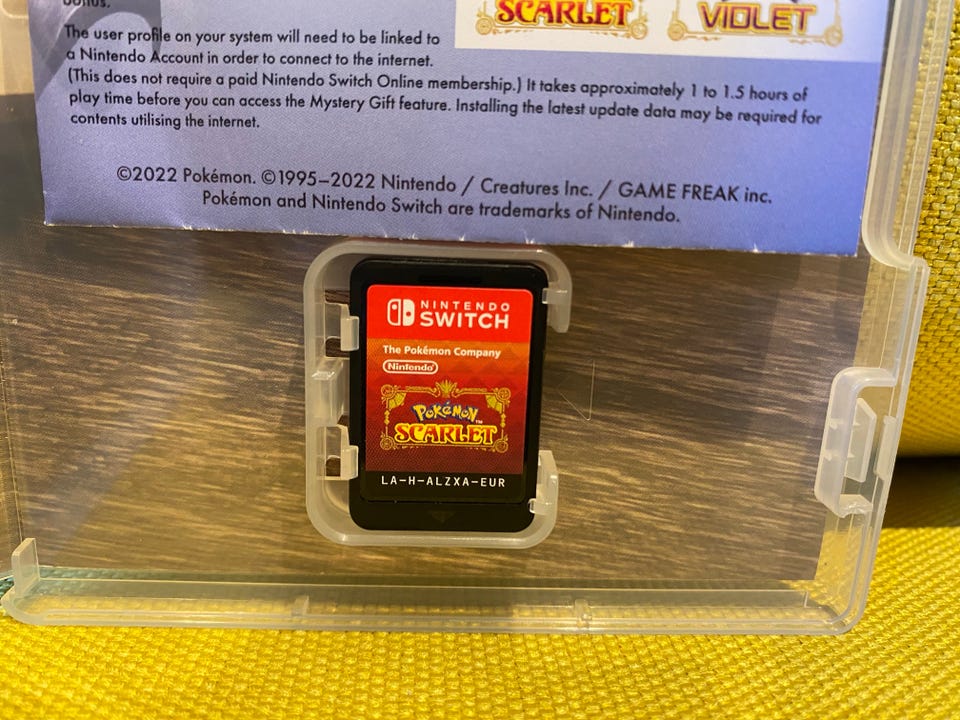 bonus.
SCARLET
VIOLET
The user profile on your system will need to be linked to
a Nintendo Account in order to connect to the internet.
(This does not require a paid Nintendo Switch Online membership.) It takes approximately 1 to 1.5 hours of
play time before you can access the Mystery Gift feature. Installing the latest update data may be required for
contents utilising the internet.
©2022 Pokémon. ©1995–2022 Nintendo / Creatures Inc. / GAME FREAK inc.
Pokémon and Nintendo Switch are trademarks of Nintendo.
NINTENDO
SWITCH
The Pokémon Company
Nintendo
POKÉMON™
SCARLET
LA-H-ALZXA-EUR